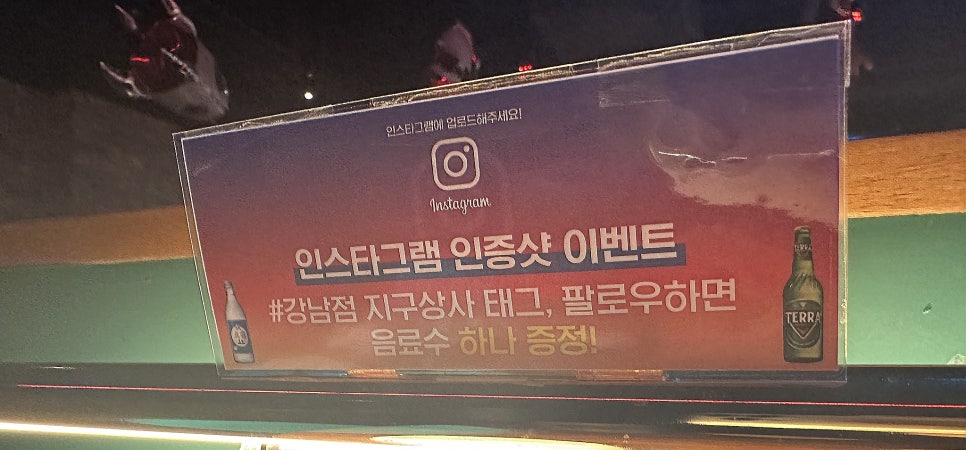 인스타그램에 업로드해주세요!
Instagram
인스타그램 인증샷 이벤트
#강남점 지구상사 태그, 팔로우하면
음료수 하나 증정!
TERRA